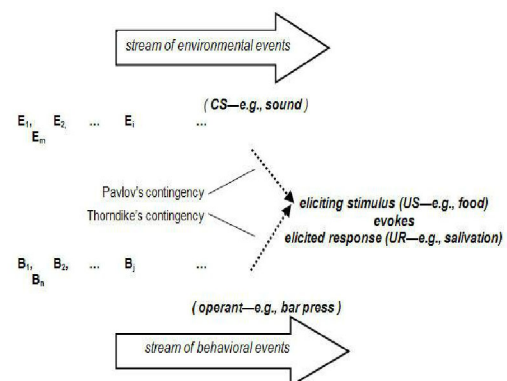 stream of environmental events
( CS—e.g., sound )
E1, E2, ... Ei ...
Em
Pavlov's contingency
Thorndike's contingency
eliciting stimulus (US—e.g., food)
evokes
elicited response (UR—e.g., salivation)
B1, B2, ... Bj ...
Bn
( operant—e.g., bar press )
stream of behavioral events